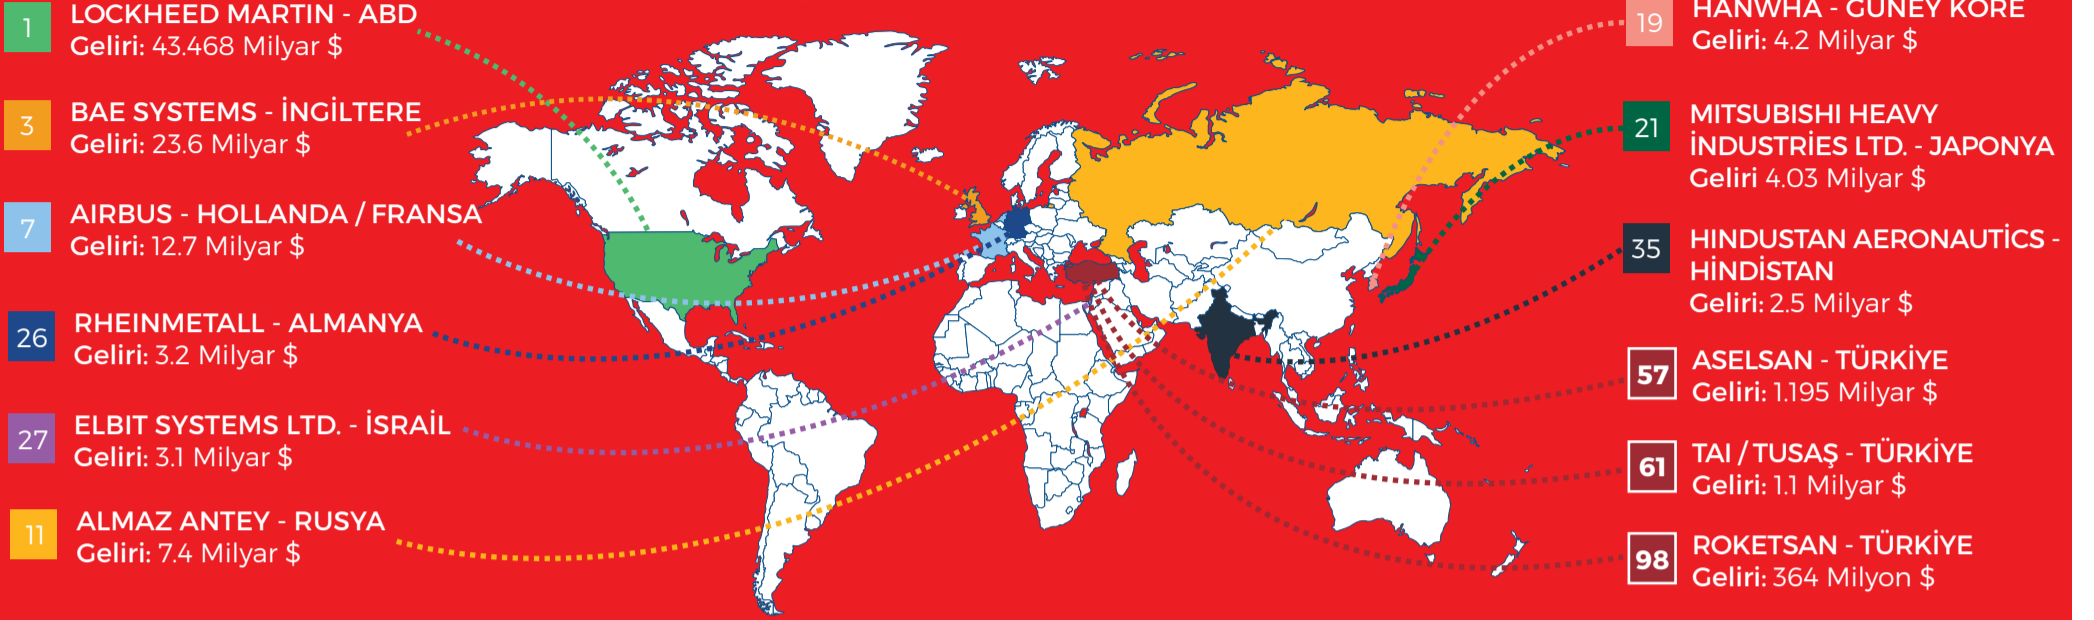 1
LOCKHEED MARTIN - ABD
Geliri: 43.468 Milyar $
3
BAE SYSTEMS - İNGİLTERE
Geliri: 23.6 Milyar $
7
AIRBUS - HOLLANDA / FRANSA
Geliri: 12.7 Milyar $
26
RHEINMETALL - ALMANYA
Geliri: 3.2 Milyar $
27
ELBIT SYSTEMS LTD. - İSRAİL
Geliri: 3.1 Milyar $
11
ALMAZ ANTEY - RUSYA
Geliri: 7.4 Milyar $
19
HANWHA - GÜNEY KORE
Geliri: 4.2 Milyar $
21
MITSUBISHI HEAVY
İNDUSTRİES LTD. - JAPONYA
Geliri 4.03 Milyar $
35
HINDUSTAN AERONAUTİCS -
HİNDİSTAN
Geliri: 2.5 Milyar $
57
ASELSAN - TÜRKİYE
Geliri: 1.195 Milyar $
61
TAI / TUSAŞ - TÜRKİYE
Geliri: 1.1 Milyar $
98
ROKETSAN - TÜRKİYE
Geliri: 364 Milyon $